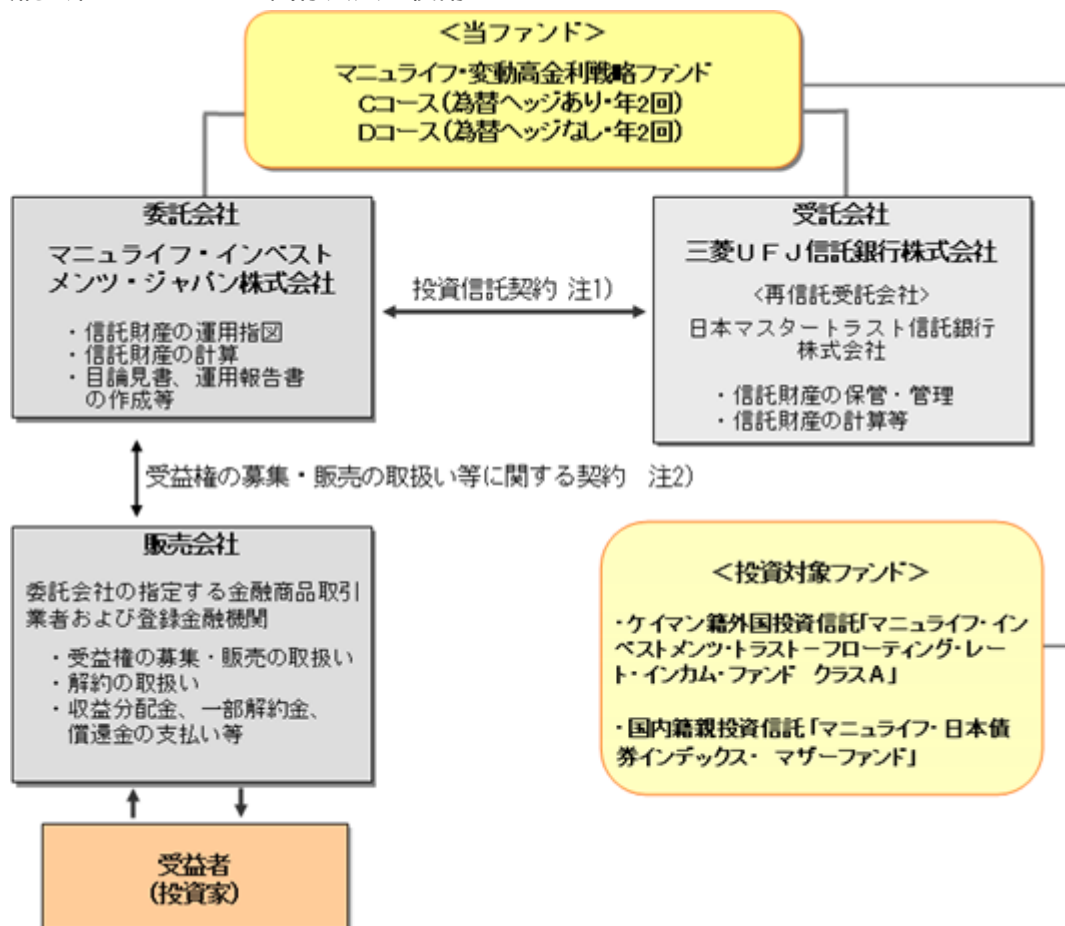 <当ファンド>
マニュライフ・変動高金利戦略ファンド
Cコース(為替ヘッジあり・年2回)
Dコース(為替ヘッジなし・年2回)
委託会社
マニュライフ・インベスト
メンツ・ジャパン株式会社
・信託財産の運用指図
・信託財産の計算
・目論見書、運用報告書
の作成等
投資信託契約 注1)
受託会社
三菱UFJ信託銀行株式会社
<再信託受託会社>
日本マスタートラスト信託銀行
株式会社
・信託財産の保管・管理
・信託財産の計算等
受益権の募集・販売の取扱い等に関する契約 注2)
販売会社
委託会社の指定する金融商品取引
業者および登録金融機関
・受益権の募集・販売の取扱い
・解約の取扱い
・収益分配金、一部解約金、
償還金の支払い等
<投資対象ファンド>
・ケイマン籍外国投資信託「マニュライフ・イン
ベストメンツ・トラスト-フローティング・レー
ト・インカム・ファンド クラスA」
・国内籍親投資信託「マニュライフ・日本債
券インデックス・ マザーファンド」
受益者
(投資家)